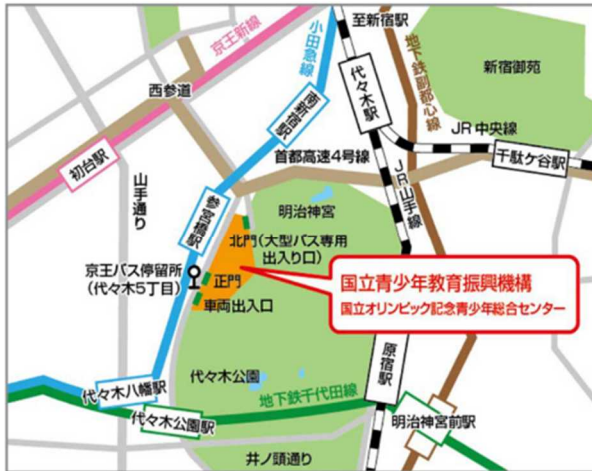 京王新線
小田急線
至新宿駅
地下鉄副都心線
新宿御苑
西参道
南新宿駅
代々木駅
JR中央線
千駄ケ谷駅
初台駅
山手通り
首都高速4号線
JR山手線
参宮橋駅
明治神宮
北門(大型バス専用
出入り口)
京王バス停留所
(代々木5丁目)
正門
車両出入口
国立青少年教育振興機構
国立オリンピック記念青少年総合センター
原宿駅
代々木公園
代々木八幡駅
地下鉄千代田線
代々木公園駅
明治神宮前駅
井ノ頭通り